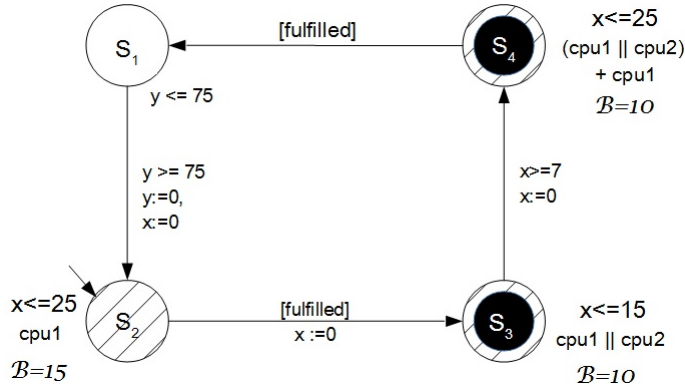 [fulfilled]
S1
S4
x<=25
(cpu1 || cpu2)
+ cpu1
ℬ=10
y <= 75
y >= 75
y:=0,
x:=0
x>=7
x:=0
x<=25
cpu1
ℬ=15
S2
[fulfilled]
x :=0
S3
x<=15
cpu1 || cpu2
ℬ=10